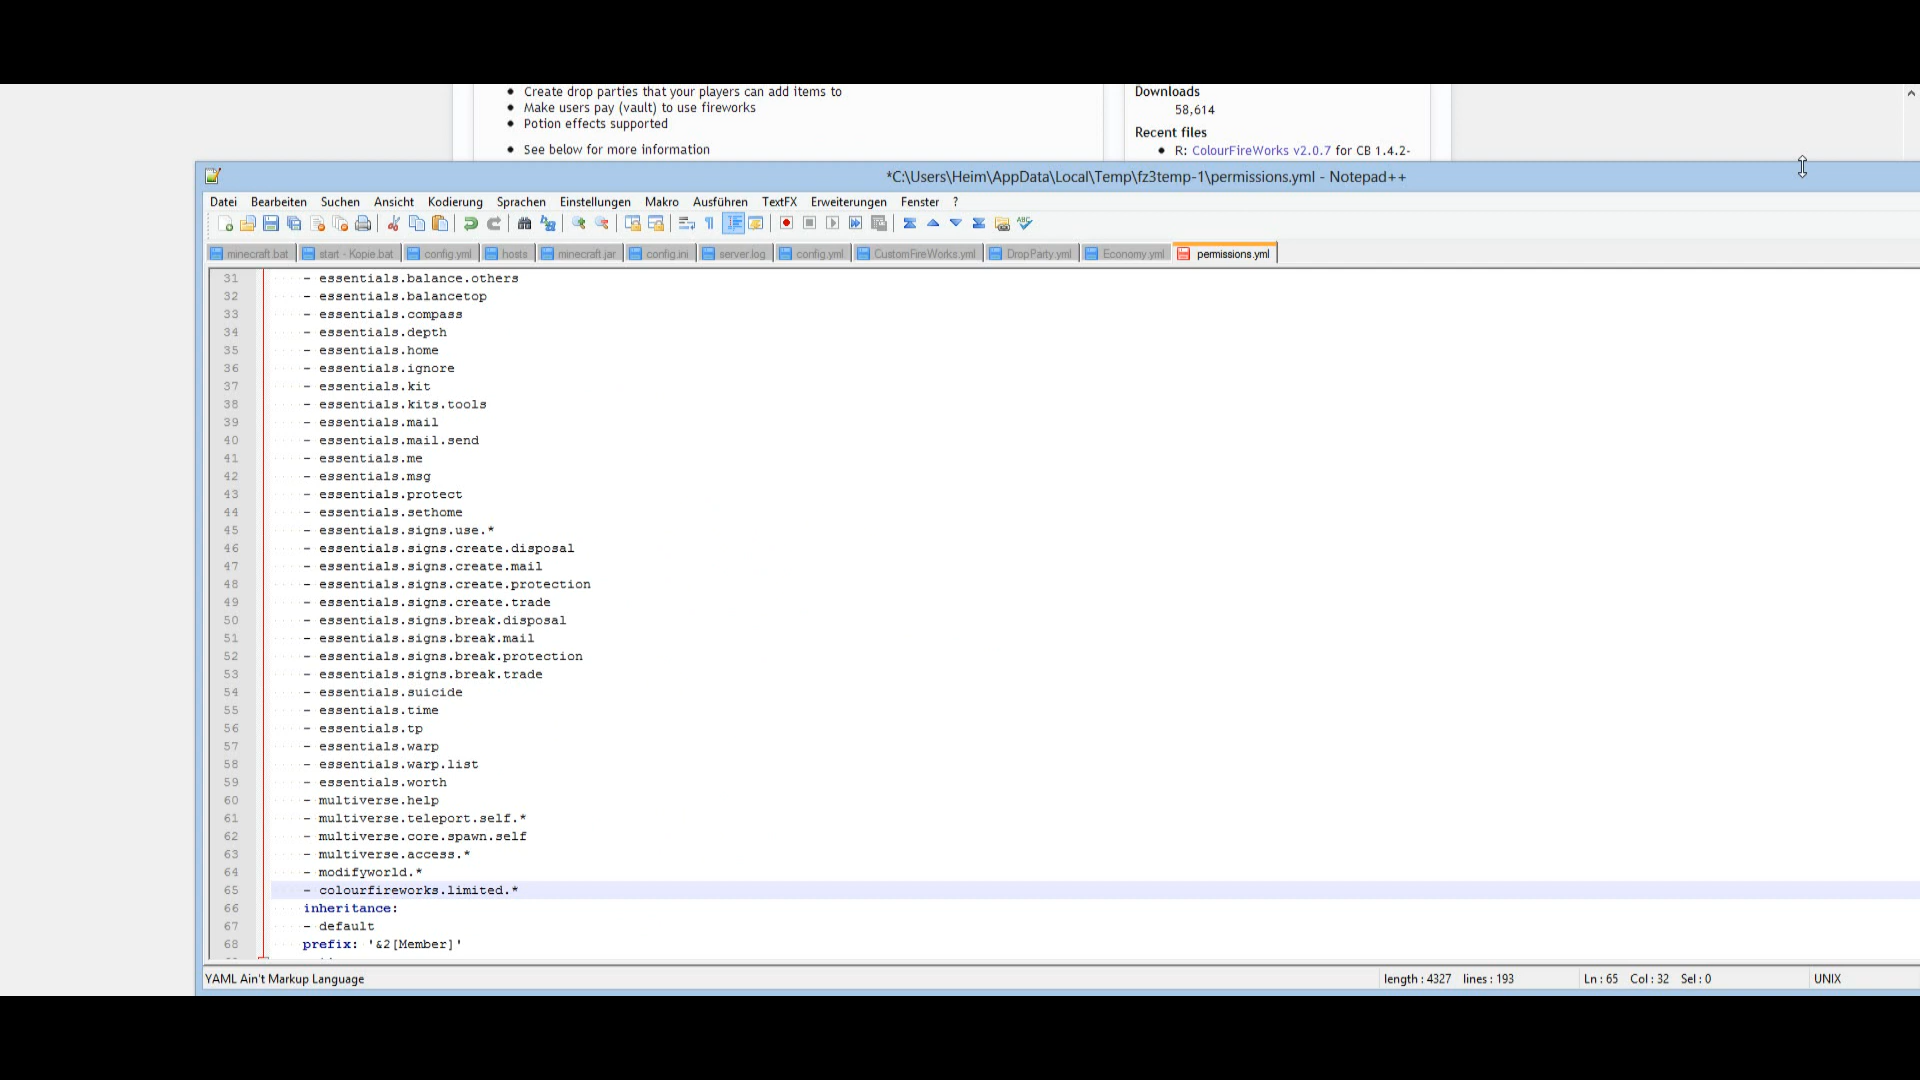 Create drop parties that your players can add items to
Make users pay (vault) to use fireworks
Potion effects supported
See below for more information
Downloads
58,614
Recent files
R: ColourFireWorks v2.0.7 for CB 1.4.2-
*C:\Users\Heim\AppData\Local\Temp\fz3temp-1\permissions.yml - Notepad++
Datei Bearbeiten Suchen Ansicht Kodierung Sprachen Einstellungen Makro Ausführen TextFX Erweiterungen Fenster ?
minecraft.bat start - Kopie.bat config.yml hosts minecraft.jar config.ini server.log config.yml CustomFireWorks.yml DropParty.yml Economy.yml permissions.yml
31 - essentials.balance.others
32 - essentials.balancetop
33 - essentials.compass
34 - essentials.depth
35 - essentials.home
36 - essentials.ignore
37 - essentials.kit
38 - essentials.kits.tools
39 - essentials.mail
40 - essentials.mail.send
41 - essentials.me
42 - essentials.msg
43 - essentials.protect
44 - essentials.sethome
45 - essentials.signs.use.*
46 - essentials.signs.create.disposal
47 - essentials.signs.create.mail
48 - essentials.signs.create.protection
49 - essentials.signs.create.trade
50 - essentials.signs.break.disposal
51 - essentials.signs.break.mail
52 - essentials.signs.break.protection
53 - essentials.signs.break.trade
54 - essentials.suicide
55 - essentials.time
56 - essentials.tp
57 - essentials.warp
58 - essentials.warp.list
59 - essentials.worth
60 - multiverse.help
61 - multiverse.teleport.self.*
62 - multiverse.core.spawn.self
63 - multiverse.access.*
64 - modifyworld.*
65 - colourfireworks.limited.*
66 inheritance:
67 - default
68 prefix: '&2[Member]'
YAML Ain't Markup Language length : 4327 lines : 193 Ln : 65 Col : 32 Sel : 0 UNIX